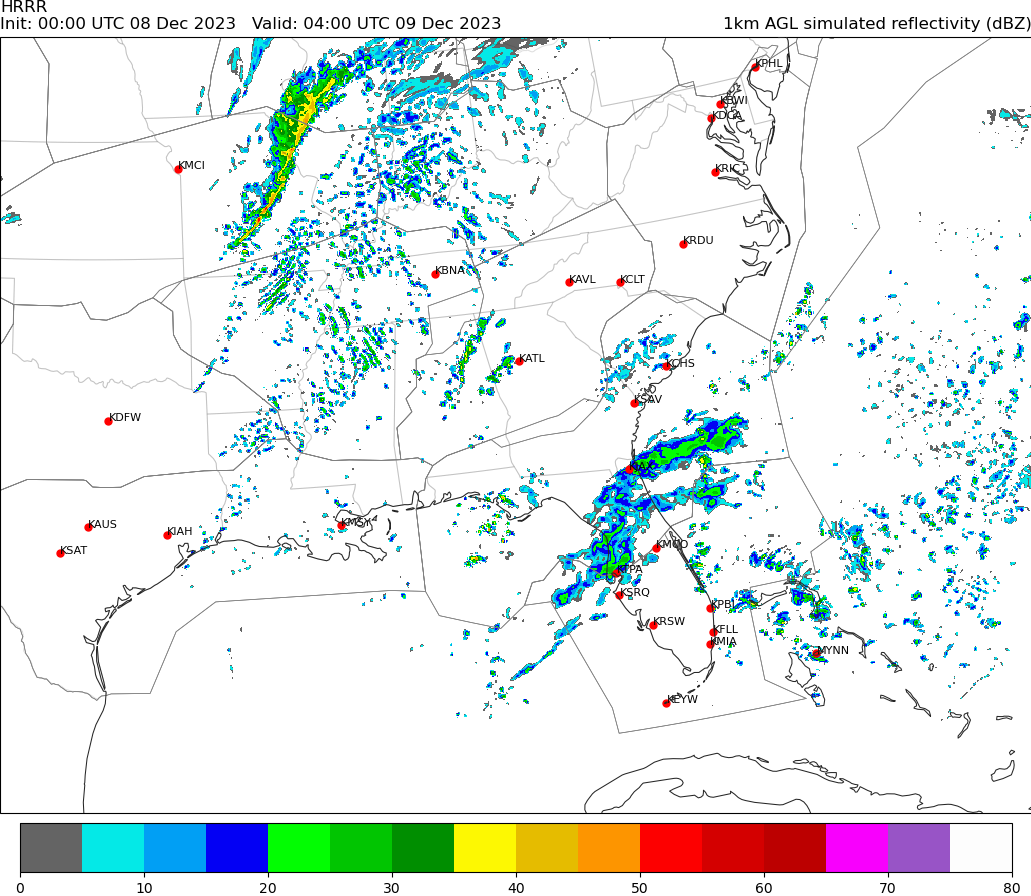 HRRR
Init: 00:00 UTC 08 Dec 2023   Valid: 04:00 UTC 09 Dec 2023   1km AGL simulated reflectivity (dBZ)
KPHL
KBWI
KDCA
KMCI
KRIC
KRDU
KBNA
KAVL
KCLT
KATL
KCHS
KSAV
KDFW
KMSY
KAUS
KIAH
KSAT
KMCO
KTPA
KSRQ
KPBI
KRSW
KFLL
KMIA
MYNN
KEYW
0 10 20 30 40 50 60 70 80